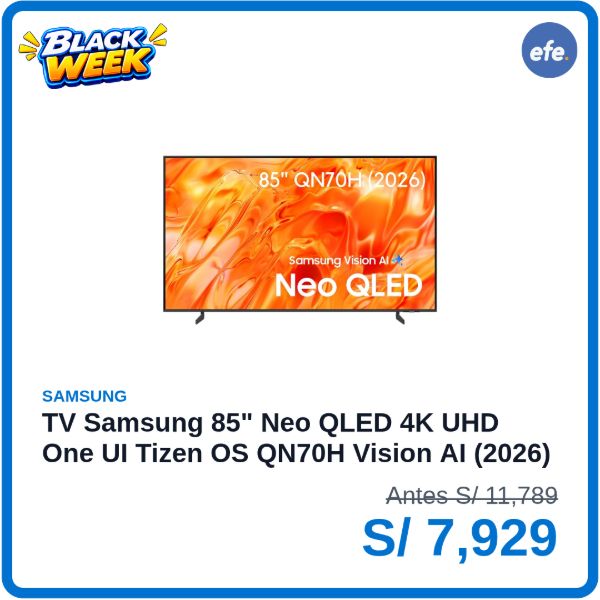 BLACK
WEEK
efe.
85" QN70H (2026)
Samsung Vision AI
Neo QLED
SAMSUNG
TV Samsung 85" Neo QLED 4K UHD
One UI Tizen OS QN70H Vision AI (2026)
Antes S/ 11,789
S/ 7,929